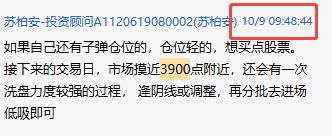 苏柏安-投资顾问A1120619080002(苏柏安) 10/9 09:48:44
如果自己还有子弹仓位的，仓位轻的，想买点股票。
接下来的交易日，市场摸近3900点附近，还会有一次
洗盘力度较强的过程， 逢阴线或调整，再分批去进场
低吸即可